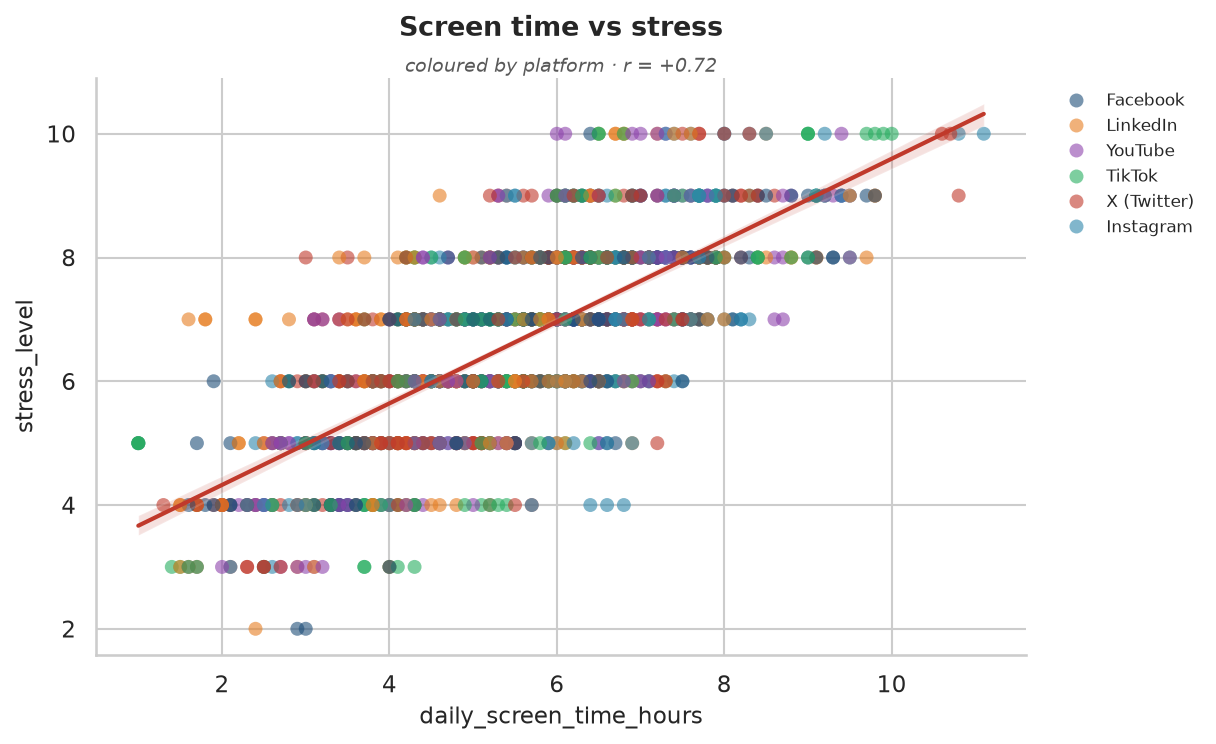 Screen time vs stress
coloured by platform · r = +0.72
Facebook
LinkedIn
YouTube
TikTok
X (Twitter)
Instagram
10
8
6
4
2
stress_level
2 4 6 8 10
daily_screen_time_hours